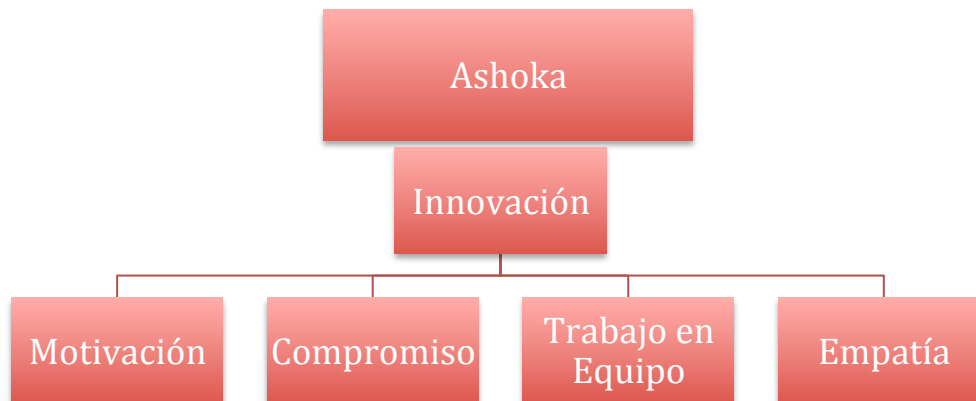 Ashoka
Innovación
Motivación
Compromiso
Trabajo en
Equipo
Empatía